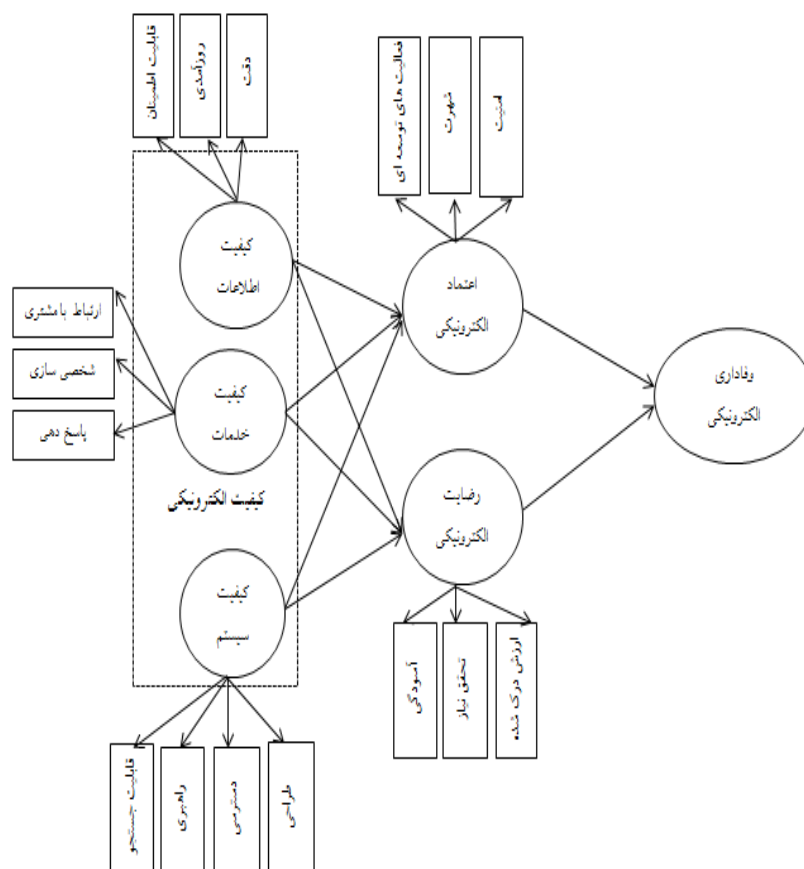 قابلیت اطمینان
روزآمدی
دقت
فعالیت های توسعه ای
شهرت
امنیت
کیفیت
اطلاعات
اعتماد
الکترونیکی
ارتباط با مشتری
شخصی سازی
پاسخ دهی
کیفیت
خدمات
کیفیت الکترونیکی
وفاداری
الکترونیکی
رضایت
الکترونیکی
کیفیت
سیستم
آسودگی
تحقق نیاز
ارزش درک شده
قابلیت جستجو
راهبری
دسترسی
طراحی